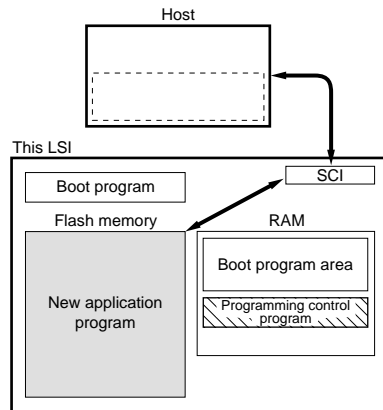 Host
This LSI
Boot program
SCI
Flash memory
RAM
Boot program area
New application
program
Programming control
program